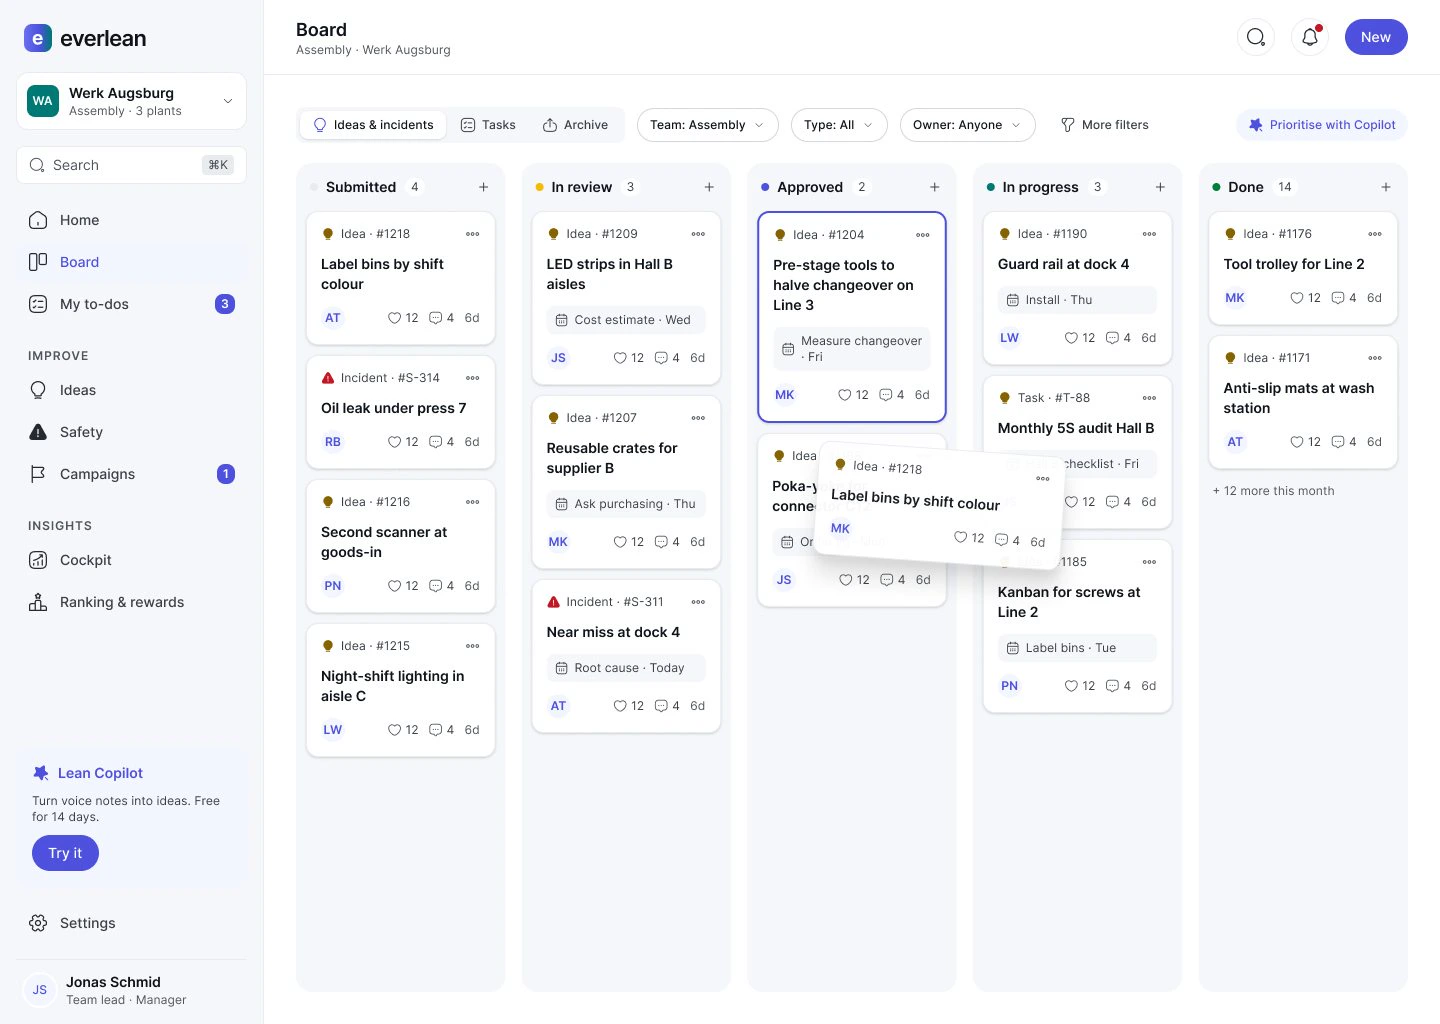 e everlean
WA
Werk Augsburg
Assembly · 3 plants
Search
⌘K
Home
Board
My to-dos
3
IMPROVE
Ideas
Safety
Campaigns
1
INSIGHTS
Cockpit
Ranking & rewards
Lean Copilot
Turn voice notes into ideas. Free
for 14 days.
Try it
Settings
JS
Jonas Schmid
Team lead · Manager
Board
Assembly · Werk Augsburg
New
Ideas & incidents
Tasks
Archive
Team: Assembly
Type: All
Owner: Anyone
More filters
Prioritise with Copilot
Submitted 4
Idea · #1218
Label bins by shift
colour
AT 12 4 6d
Incident · #S-314
Oil leak under press 7
RB 12 4 6d
Idea · #1216
Second scanner at
goods-in
PN 12 4 6d
Idea · #1215
Night-shift lighting in
aisle C
LW 12 4 6d
In review 3
Idea · #1209
LED strips in Hall B
aisles
Cost estimate · Wed
JS 12 4 6d
Idea · #1207
Reusable crates for
supplier B
Ask purchasing · Thu
MK 12 4 6d
Incident · #S-311
Near miss at dock 4
Root cause · Today
AT 12 4 6d
Approved 2
Idea · #1204
Pre-stage tools to
halve changeover on
Line 3
Measure changeover
· Fri
MK 12 4 6d
Idea
JS 12 4 6d
Idea · #1218
Label bins by shift colour
MK 12 4 6d
In progress 3
Idea · #1190
Guard rail at dock 4
Install · Thu
LW 12 4 6d
Task · #T-88
Monthly 5S audit Hall B
checklist · Fri
12 4 6d
1185
Kanban for screws at
Line 2
Label bins · Tue
PN 12 4 6d
Done 14
Idea · #1176
Tool trolley for Line 2
MK 12 4 6d
Idea · #1171
Anti-slip mats at wash
station
AT 12 4 6d
+ 12 more this month